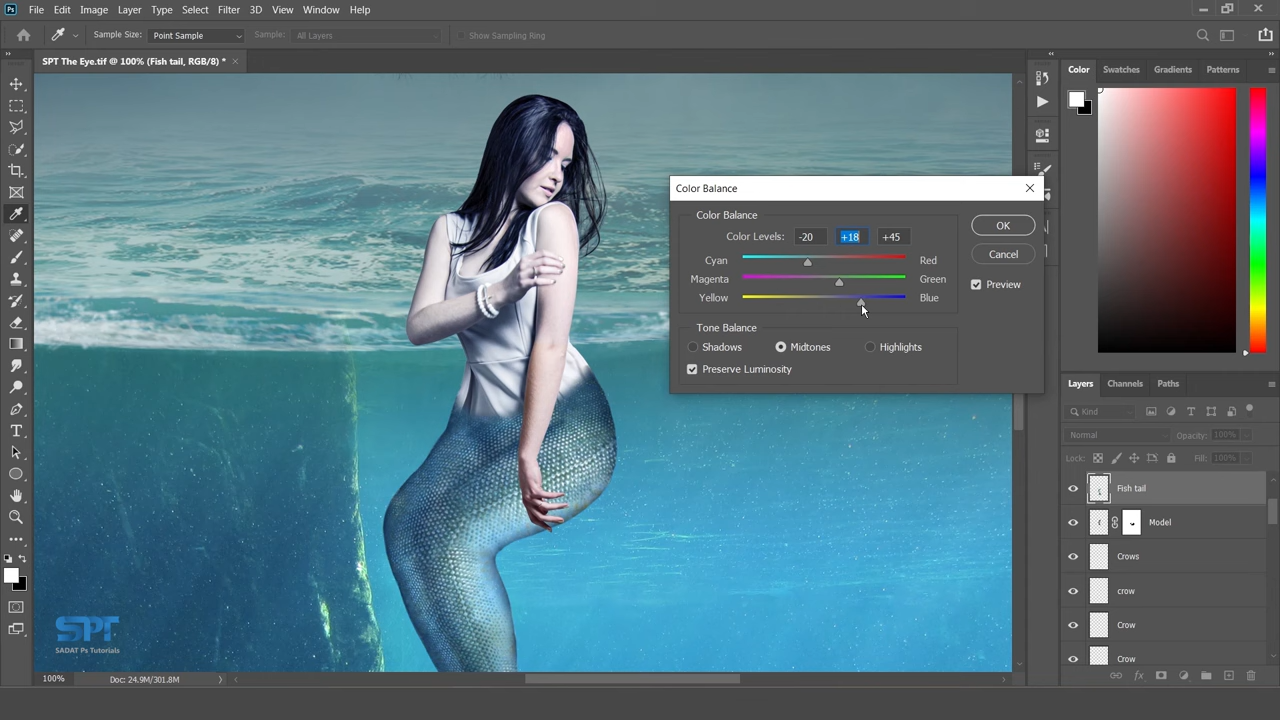 Ps File Edit Image Layer Type Select Filter 3D View Window Help
Sample Size: Point Sample Sample: All Layers Show Sampling Ring
SPT The Eye.tif @ 100% (Fish tail, RGB/8) * ×
Color Swatches Gradients Patterns
Color Balance
Color Balance
Color Levels: -20 +18 +45
OK
Cyan Red
Cancel
Magenta Green
Preview
Yellow Blue
Tone Balance
Shadows Midtones Highlights
Preserve Luminosity
Layers Channels Paths
Kind
Normal Opacity: 100%
Lock: Fill: 100%
Fish tail
Model
Crows
crow
Crow
Crow
SPT
SADAT Ps Tutorials
100% Doc: 24.9M/301.8M